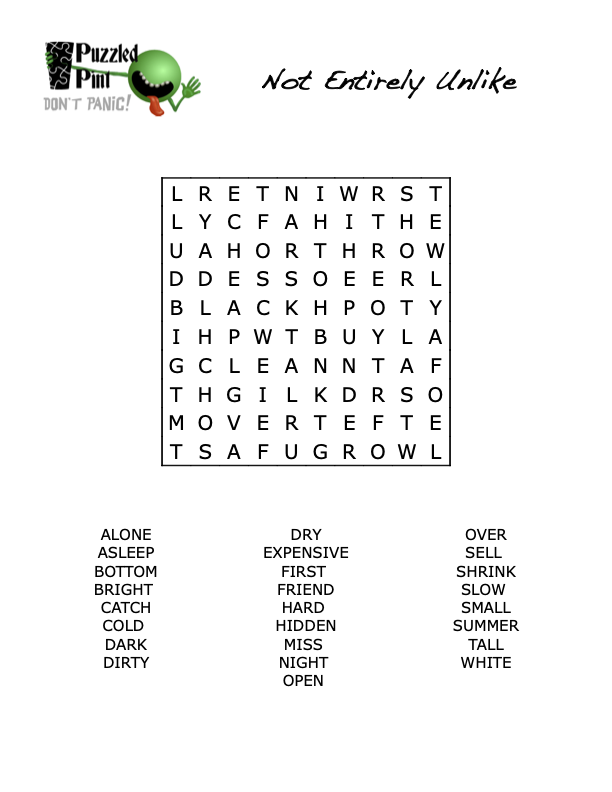 Puzzled
Pint
DON'T PANIC!
Not Entirely Unlike
L R E T N I W R S T
L Y C F A H I T H E
U A H O R T H R O W
D D E S S O E E R L
B L A C K H P O T Y
I H P W T B U Y L A
G C L E A N N T A F
T H G I L K D R S O
M O V E R T E F T E
T S A F U G R O W L
ALONE DRY OVER
ASLEEP EXPENSIVE SELL
BOTTOM FIRST SHRINK
BRIGHT FRIEND SLOW
CATCH HARD SMALL
COLD HIDDEN SUMMER
DARK MISS TALL
DIRTY NIGHT WHITE
OPEN